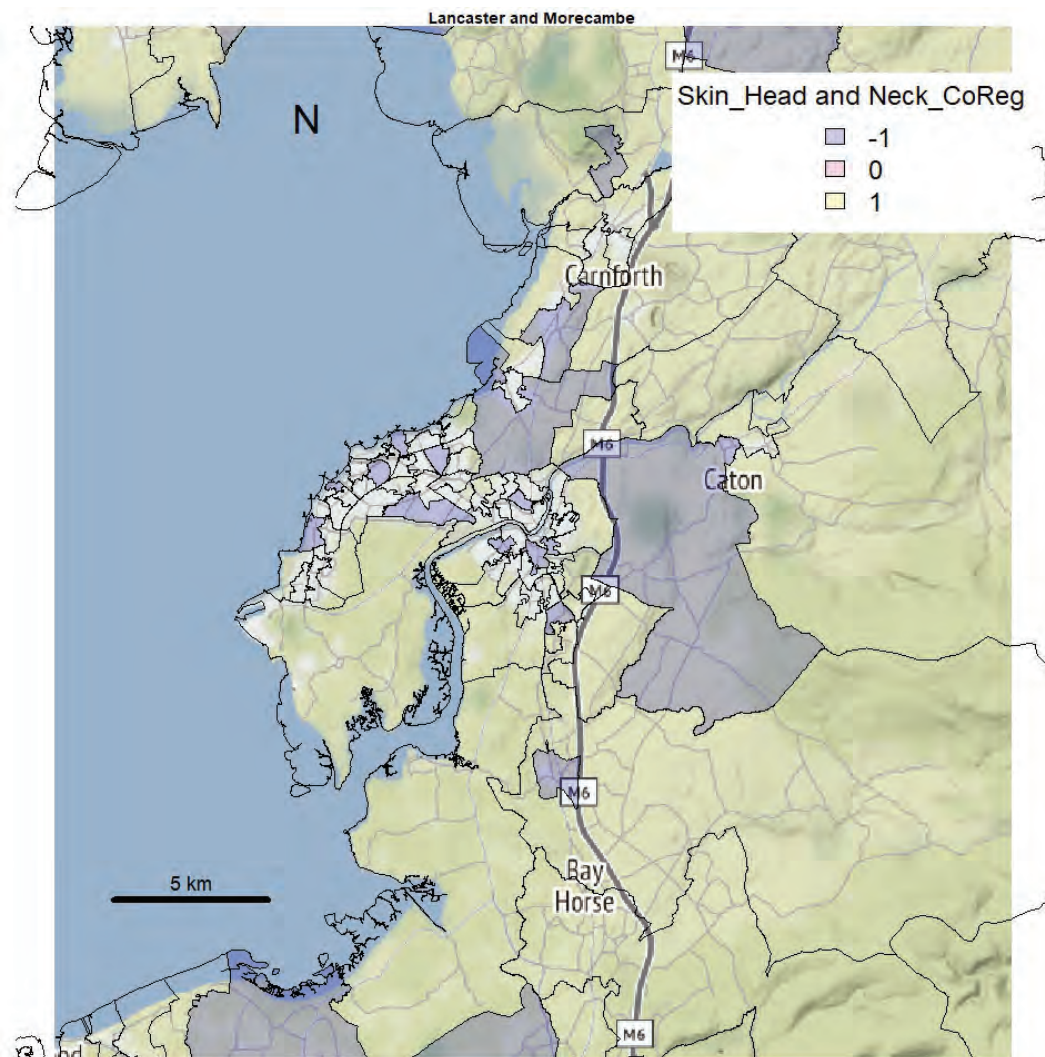 Lancaster and Morecambe
M6
Skin_Head and Neck_CoReg
-1
0
1
N
Carnforth
M6
Caton
M6
M6
Bay
Horse
5 km
M6